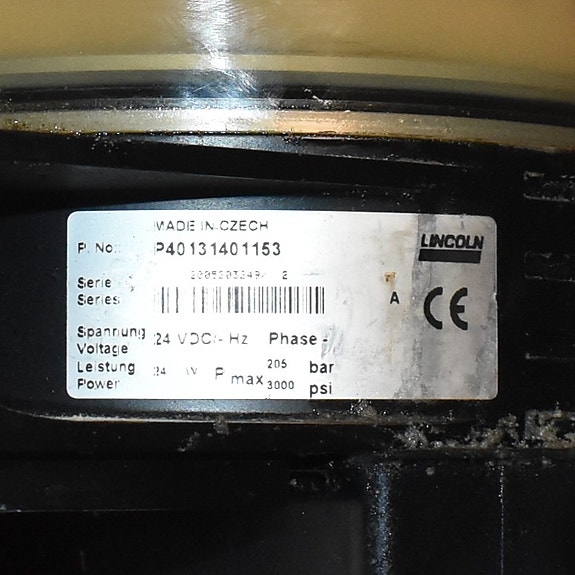 MADE IN CZECH
P. No.: P40131401153
LINCOLN
Serie
Series
2
A
CE
Spannung
Voltage
24 VDC/- Hz Phase -
Leistung
Power
24 W P max
205 bar
3000 psi